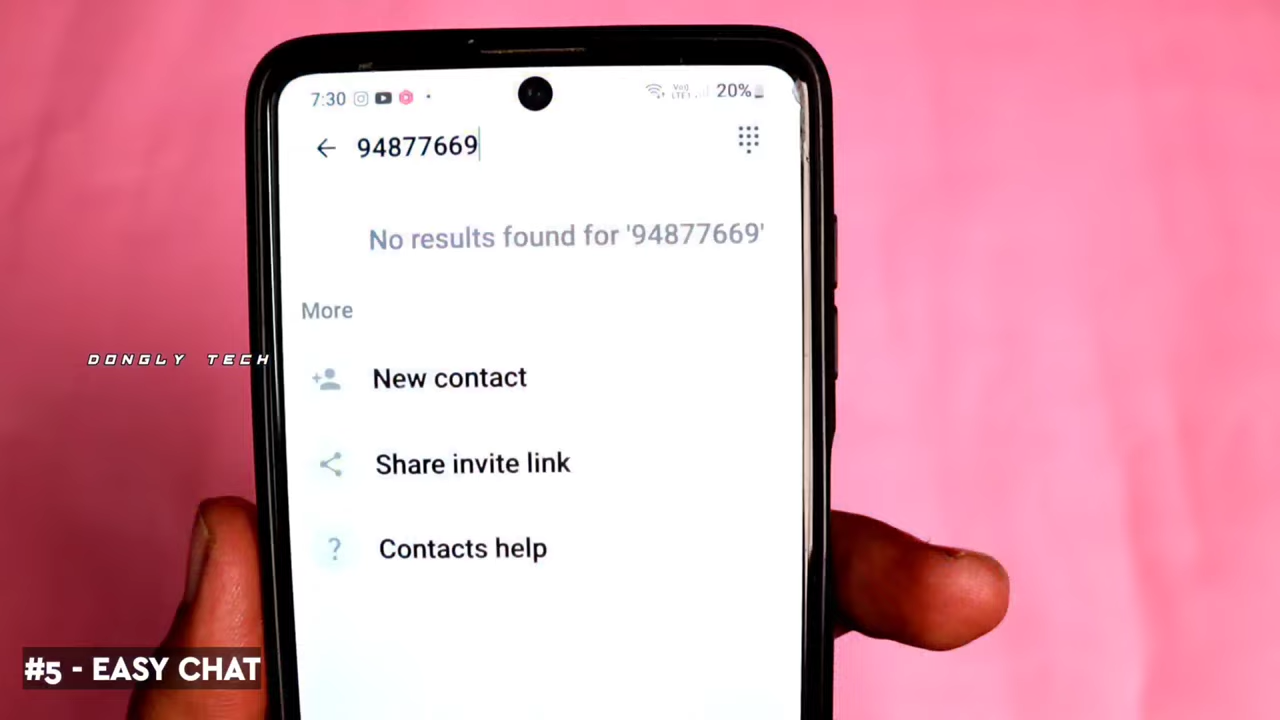 7:30 20%
94877669
No results found for '94877669'
More
DONGLY TECH
New contact
Share invite link
? Contacts help
#5 - EASY CHAT